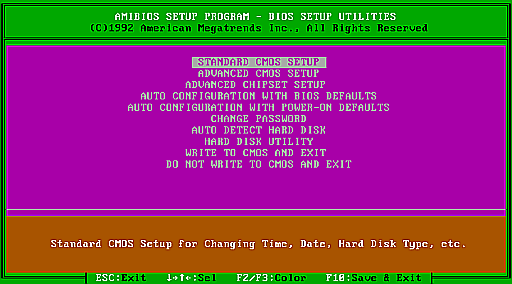 AMIBIOS SETUP PROGRAM - BIOS SETUP UTILITIES
(C)1992 American Megatrends Inc., All Rights Reserved
STANDARD CMOS SETUP
ADVANCED CMOS SETUP
ADVANCED CHIPSET SETUP
AUTO CONFIGURATION WITH BIOS DEFAULTS
AUTO CONFIGURATION WITH POWER-ON DEFAULTS
CHANGE PASSWORD
AUTO DETECT HARD DISK
HARD DISK UTILITY
WRITE TO CMOS AND EXIT
DO NOT WRITE TO CMOS AND EXIT
Standard CMOS Setup for Changing Time, Date, Hard Disk Type, etc.
ESC:Exit ↓→↑←:Sel F2/F3:Color F10:Save & Exit